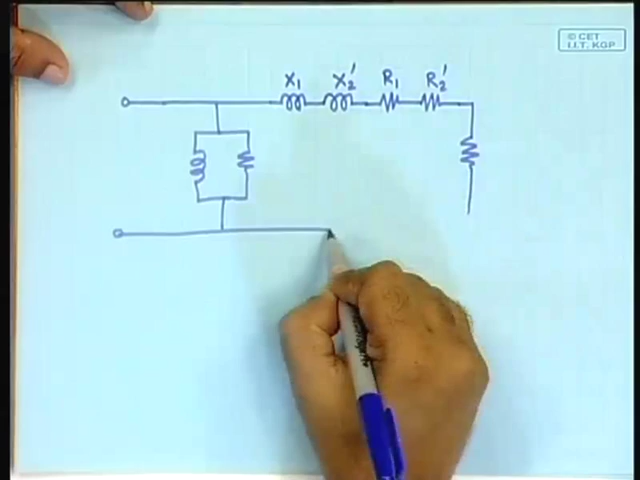 © CET
I.I.T. KGP
X₁ X₂' R₁ R₂'